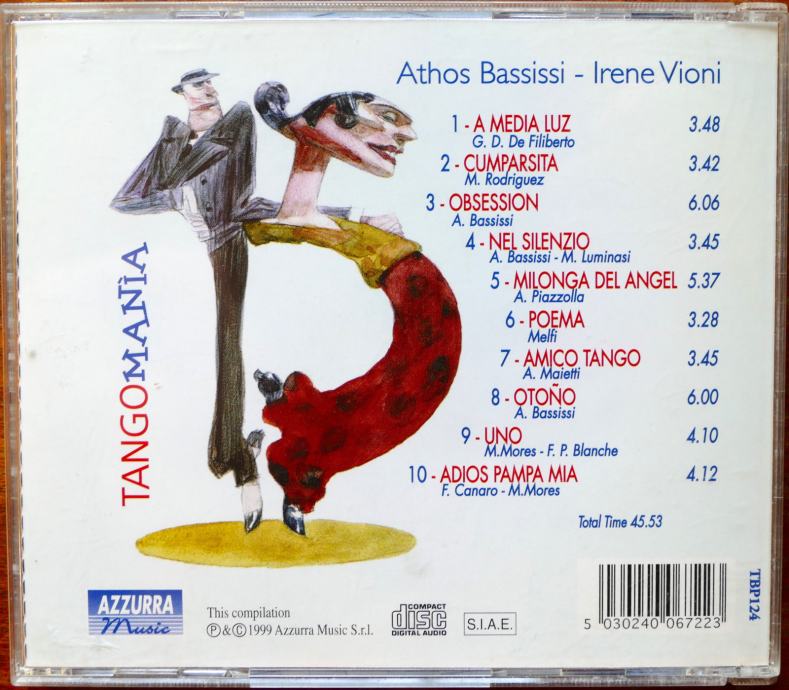 Athos Bassissi - Irene Vioni
1 - A MEDIA LUZ 3.48
G. D. De Filiberto
2 - CUMPARSITA 3.42
M. Rodriguez
3 - OBSESSION 6.06
A. Bassissi
4 - NEL SILENZIO 3.45
A. Bassissi - M. Luminasi
5 - MILONGA DEL ANGEL 5.37
A. Piazzolla
6 - POEMA 3.28
Melfi
7 - AMICO TANGO 3.45
A. Maietti
8 - OTOÑO 6.00
A. Bassissi
9 - UNO 4.10
M.Mores - F. P. Blanche
10 - ADIOS PAMPA MIA 4.12
F. Canaro - M.Mores
Total Time 45.53
TANGOMANÌA
AZZURRA
Music
This compilation
℗&©1999 Azzurra Music S.r.l.
COMPACT
disc
DIGITAL AUDIO
S.I.A.E.
5 030240 067223
TBP124